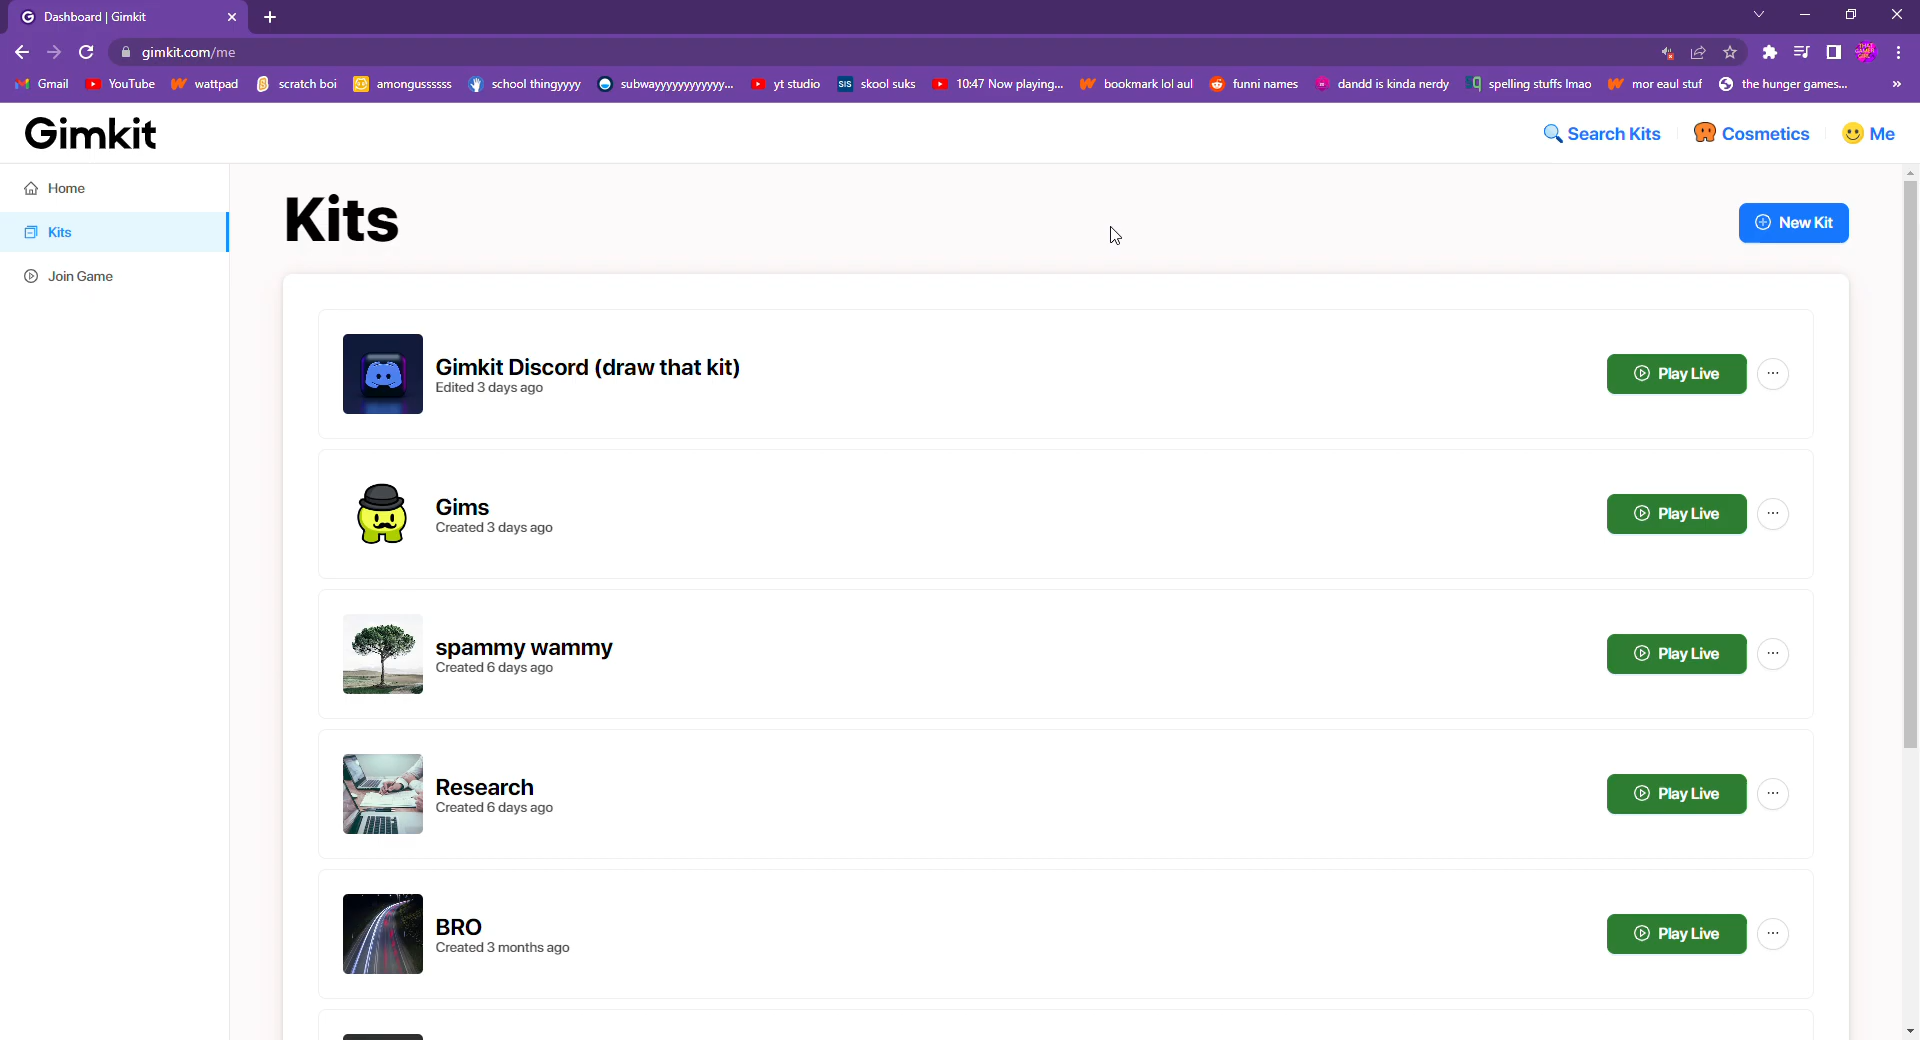 Dashboard | Gimkit
gimkit.com/me
Gmail
YouTube
wattpad
scratch boi
amongussssss
school thingyyyy
subwayyyyyyyyyyy...
yt studio
SIS
skool suks
10:47 Now playing...
bookmark lol aul
funni names
dandd is kinda nerdy
spelling stuffs lmao
mor eaul stuf
the hunger games...
Gimkit
Search Kits
Cosmetics
Me
Home
Kits
Join Game
Kits
New Kit
Gimkit Discord (draw that kit)
Edited 3 days ago
Play Live
Gims
Created 3 days ago
Play Live
spammy wammy
Created 6 days ago
Play Live
Research
Created 6 days ago
Play Live
BRO
Created 3 months ago
Play Live